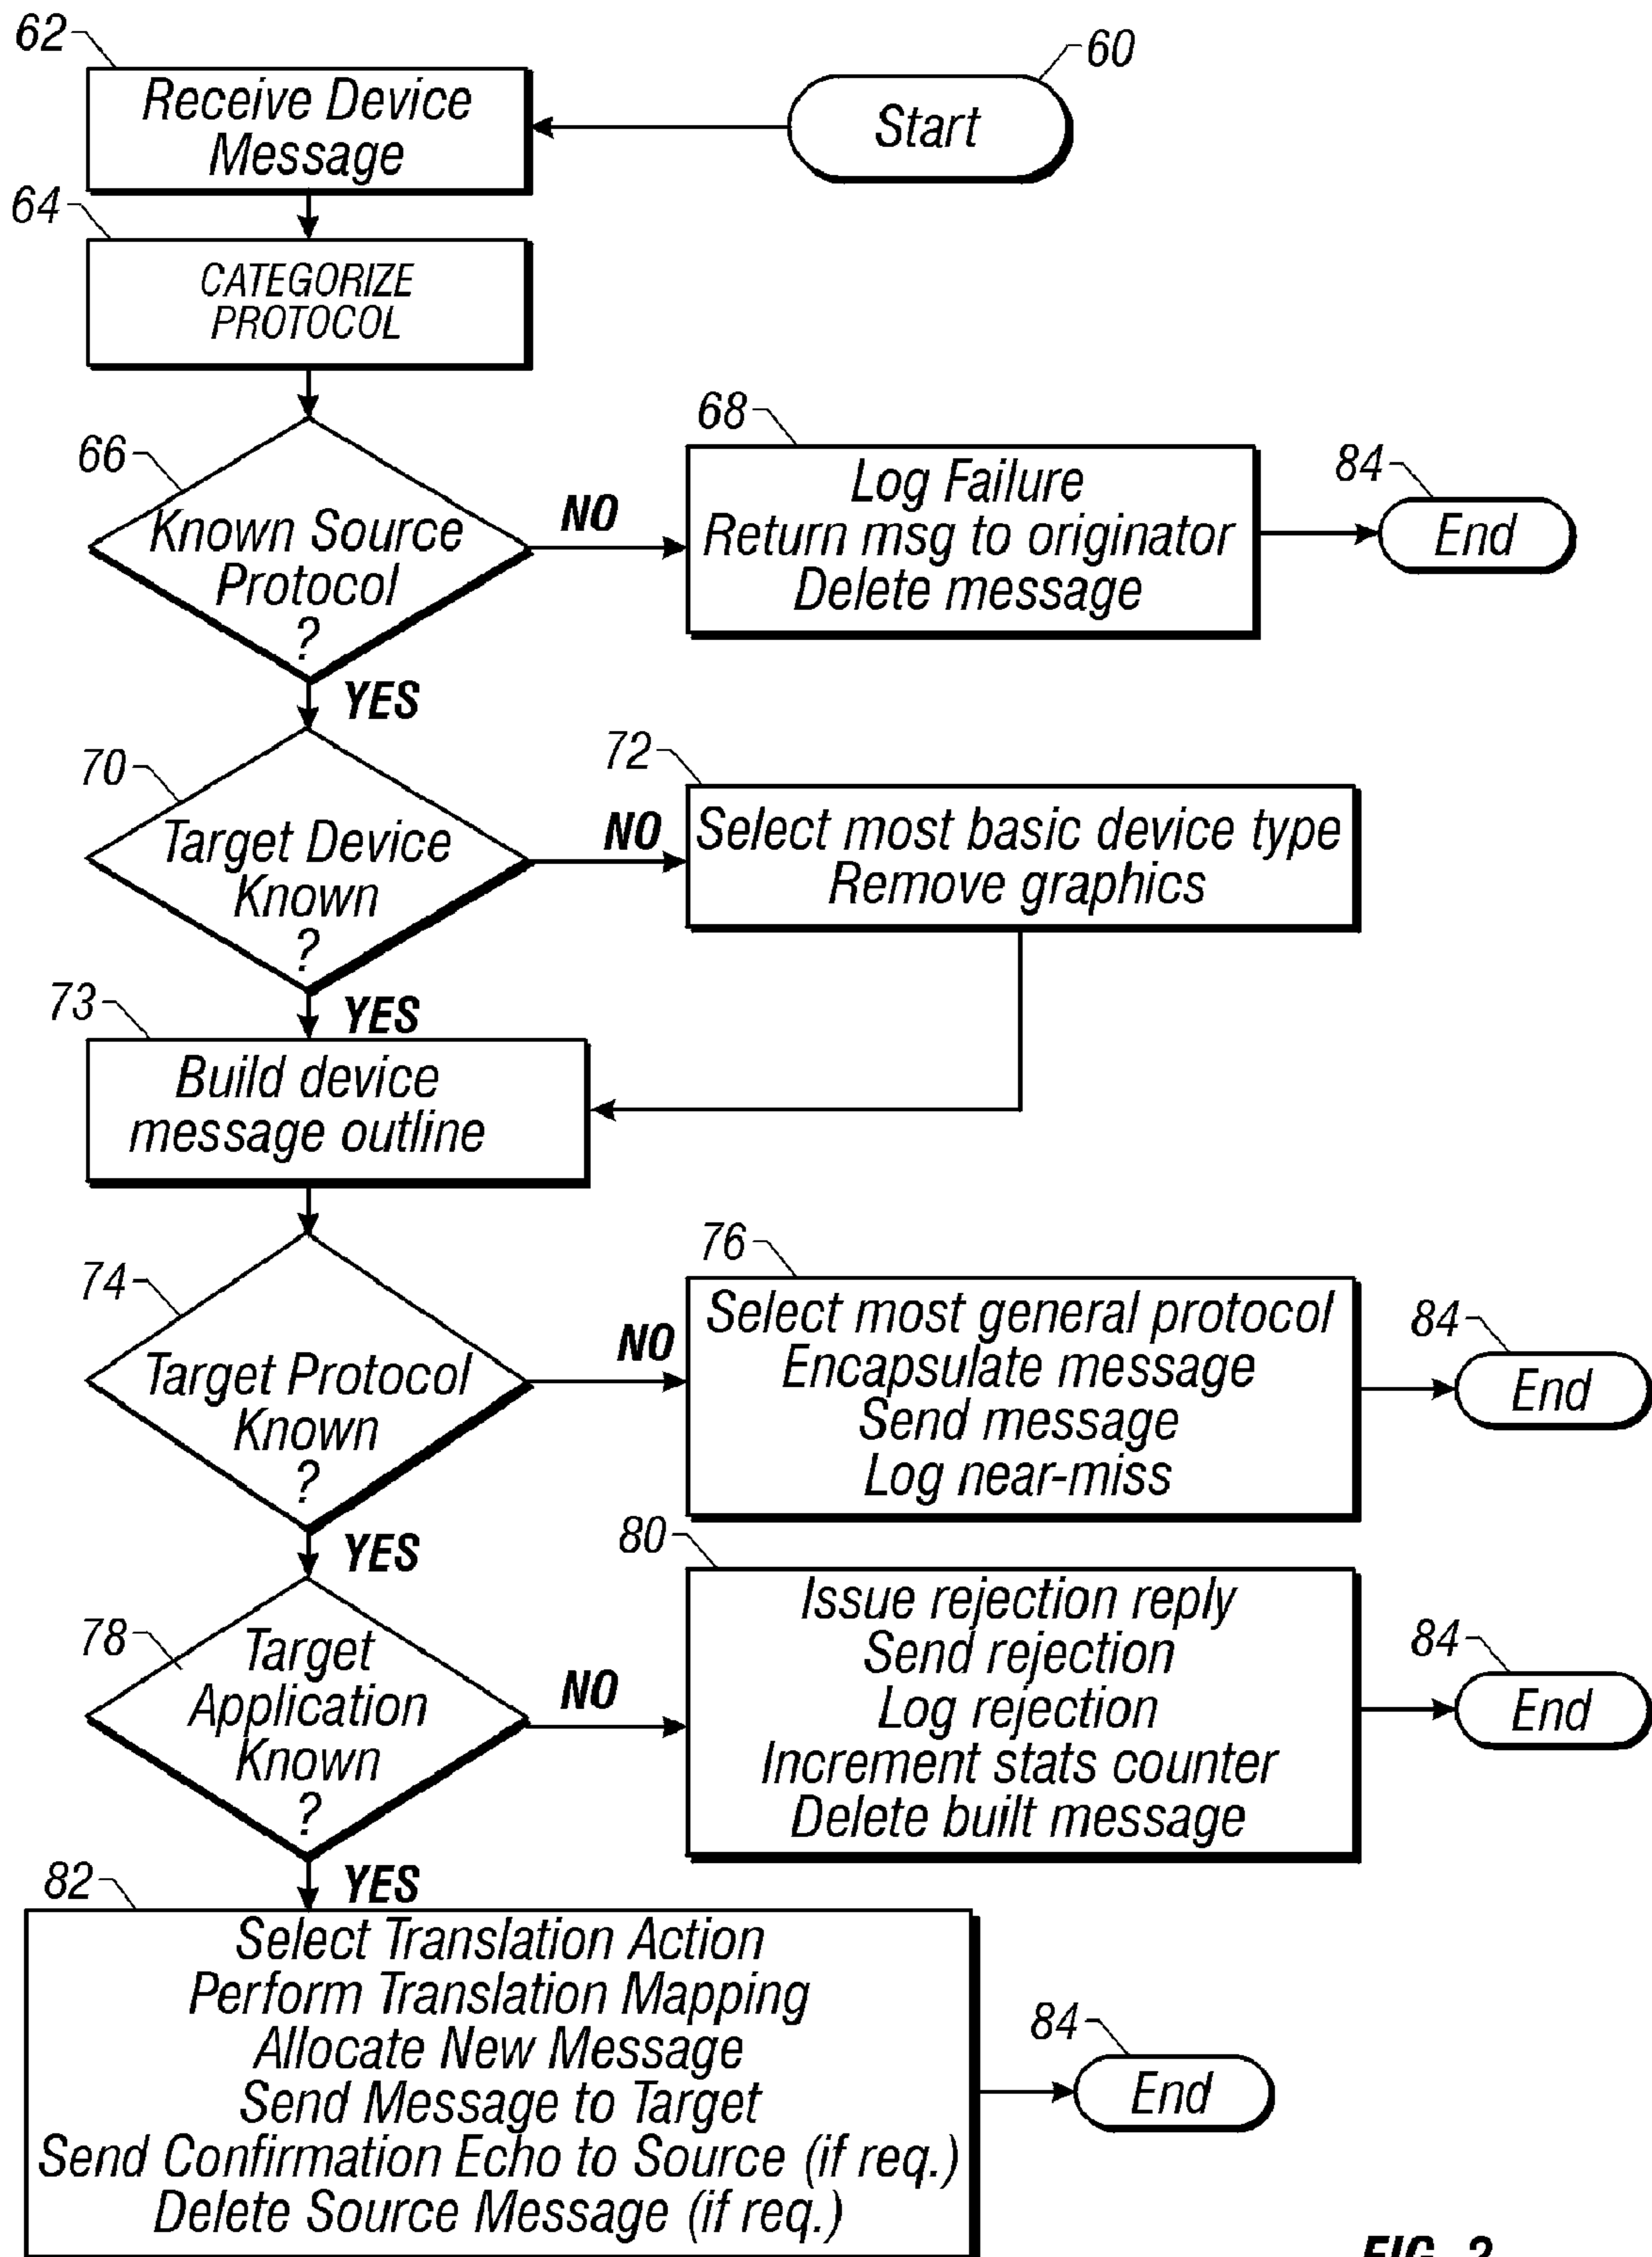 62
60
Receive Device
Message
Start
64
CATEGORIZE
PROTOCOL
66
Known Source
Protocol
?
NO
68
Log Failure
Return msg to originator
Delete message
84
End
YES
70
Target Device
Known
?
NO
72
Select most basic device type
Remove graphics
YES
73
Build device
message outline
74
Target Protocol
Known
?
NO
76
Select most general protocol
Encapsulate message
Send message
Log near-miss
84
End
YES
78
Target
Application
Known
?
NO
80
Issue rejection reply
Send rejection
Log rejection
Increment stats counter
Delete built message
84
End
YES
82
Select Translation Action
Perform Translation Mapping
Allocate New Message
Send Message to Target
Send Confirmation Echo to Source (if req.)
Delete Source Message (if req.)
84
End